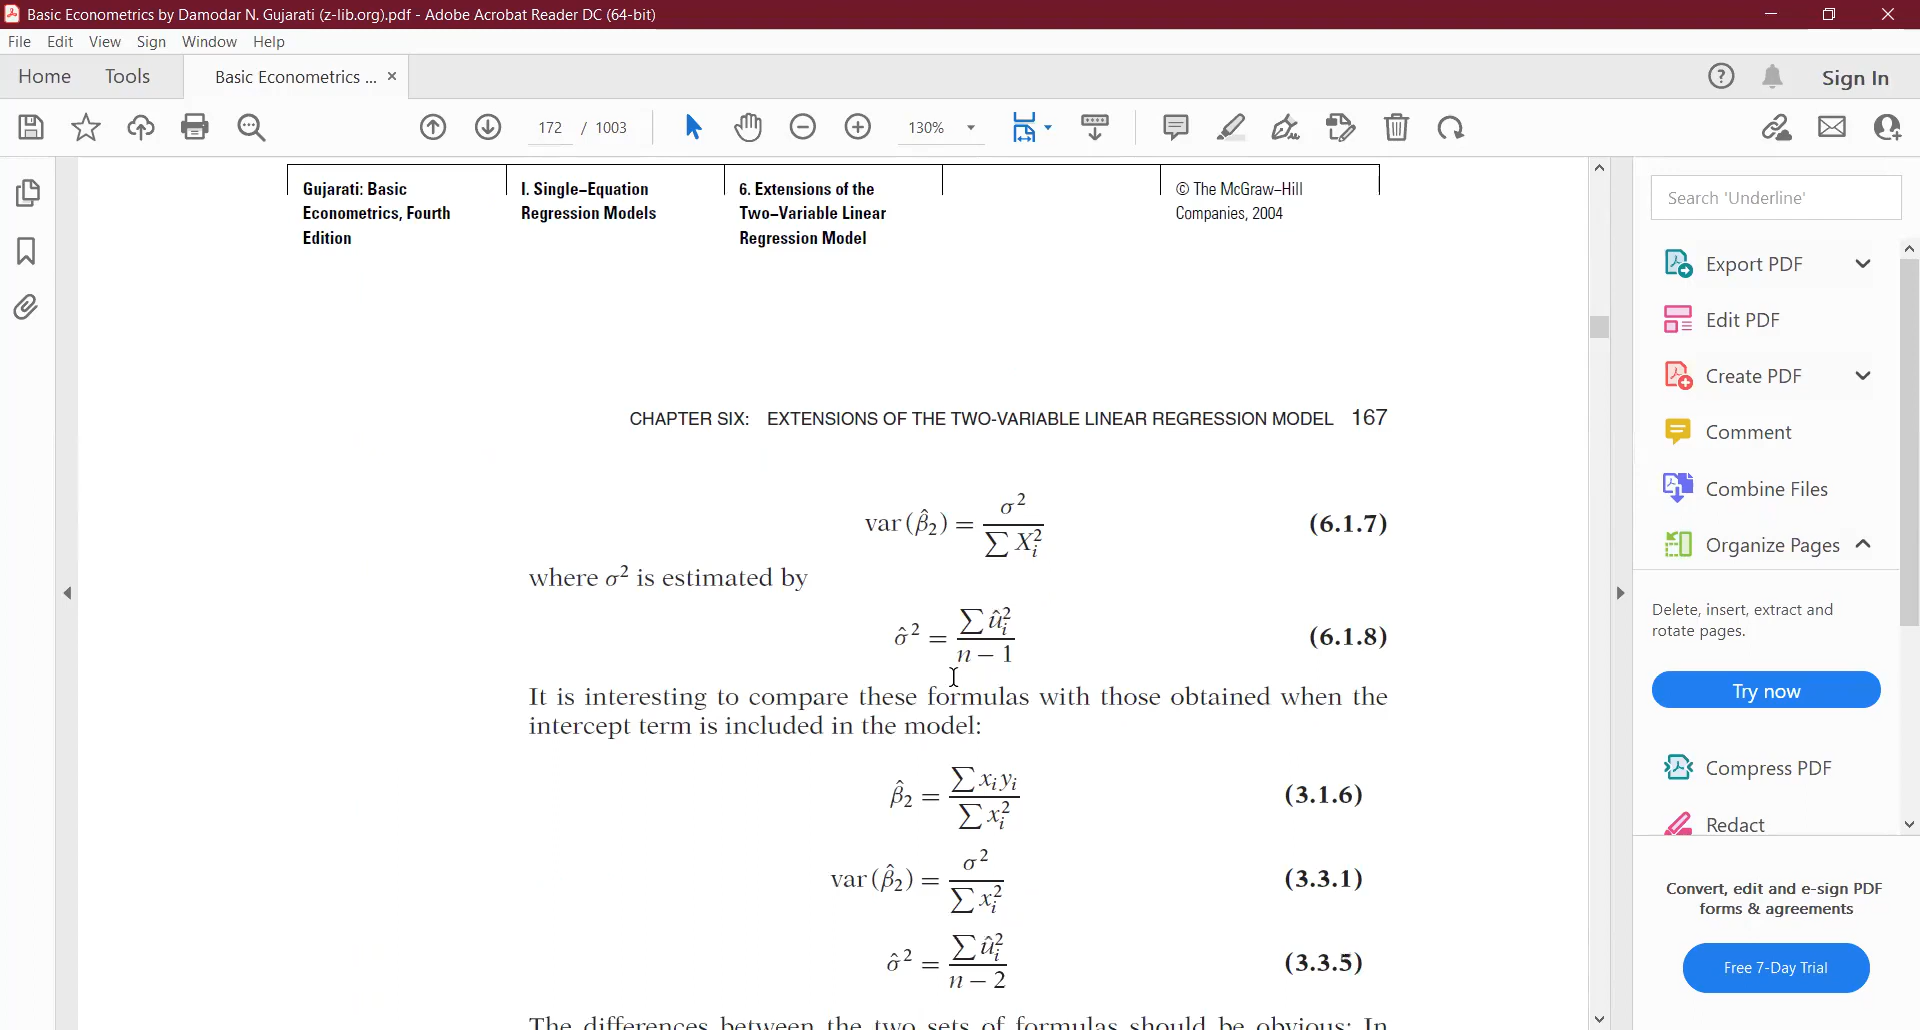 Basic Econometrics by Damodar N. Gujarati (z-lib.org).pdf - Adobe Acrobat Reader DC (64-bit)
File Edit View Sign Window Help
Home Tools Basic Econometrics ... × Sign In
172 / 1003 130%
Gujarati: Basic
Econometrics, Fourth
Edition
I. Single–Equation
Regression Models
6. Extensions of the
Two–Variable Linear
Regression Model
© The McGraw–Hill
Companies, 2004
CHAPTER SIX: EXTENSIONS OF THE TWO-VARIABLE LINEAR REGRESSION MODEL 167
var (β̂₂) = σ² / ∑ Xᵢ² (6.1.7)
where σ² is estimated by
σ̂² = ∑ ûᵢ² / n − 1 (6.1.8)
It is interesting to compare these formulas with those obtained when the
intercept term is included in the model:
β̂₂ = ∑ xᵢyᵢ / ∑ xᵢ² (3.1.6)
var (β̂₂) = σ² / ∑ xᵢ² (3.3.1)
σ̂² = ∑ ûᵢ² / n − 2 (3.3.5)
The differences between the two sets of formulas should be obvious: In
Search 'Underline'
Export PDF
Edit PDF
Create PDF
Comment
Combine Files
Organize Pages
Delete, insert, extract and
rotate pages.
Try now
Compress PDF
Redact
Convert, edit and e-sign PDF
forms & agreements
Free 7-Day Trial